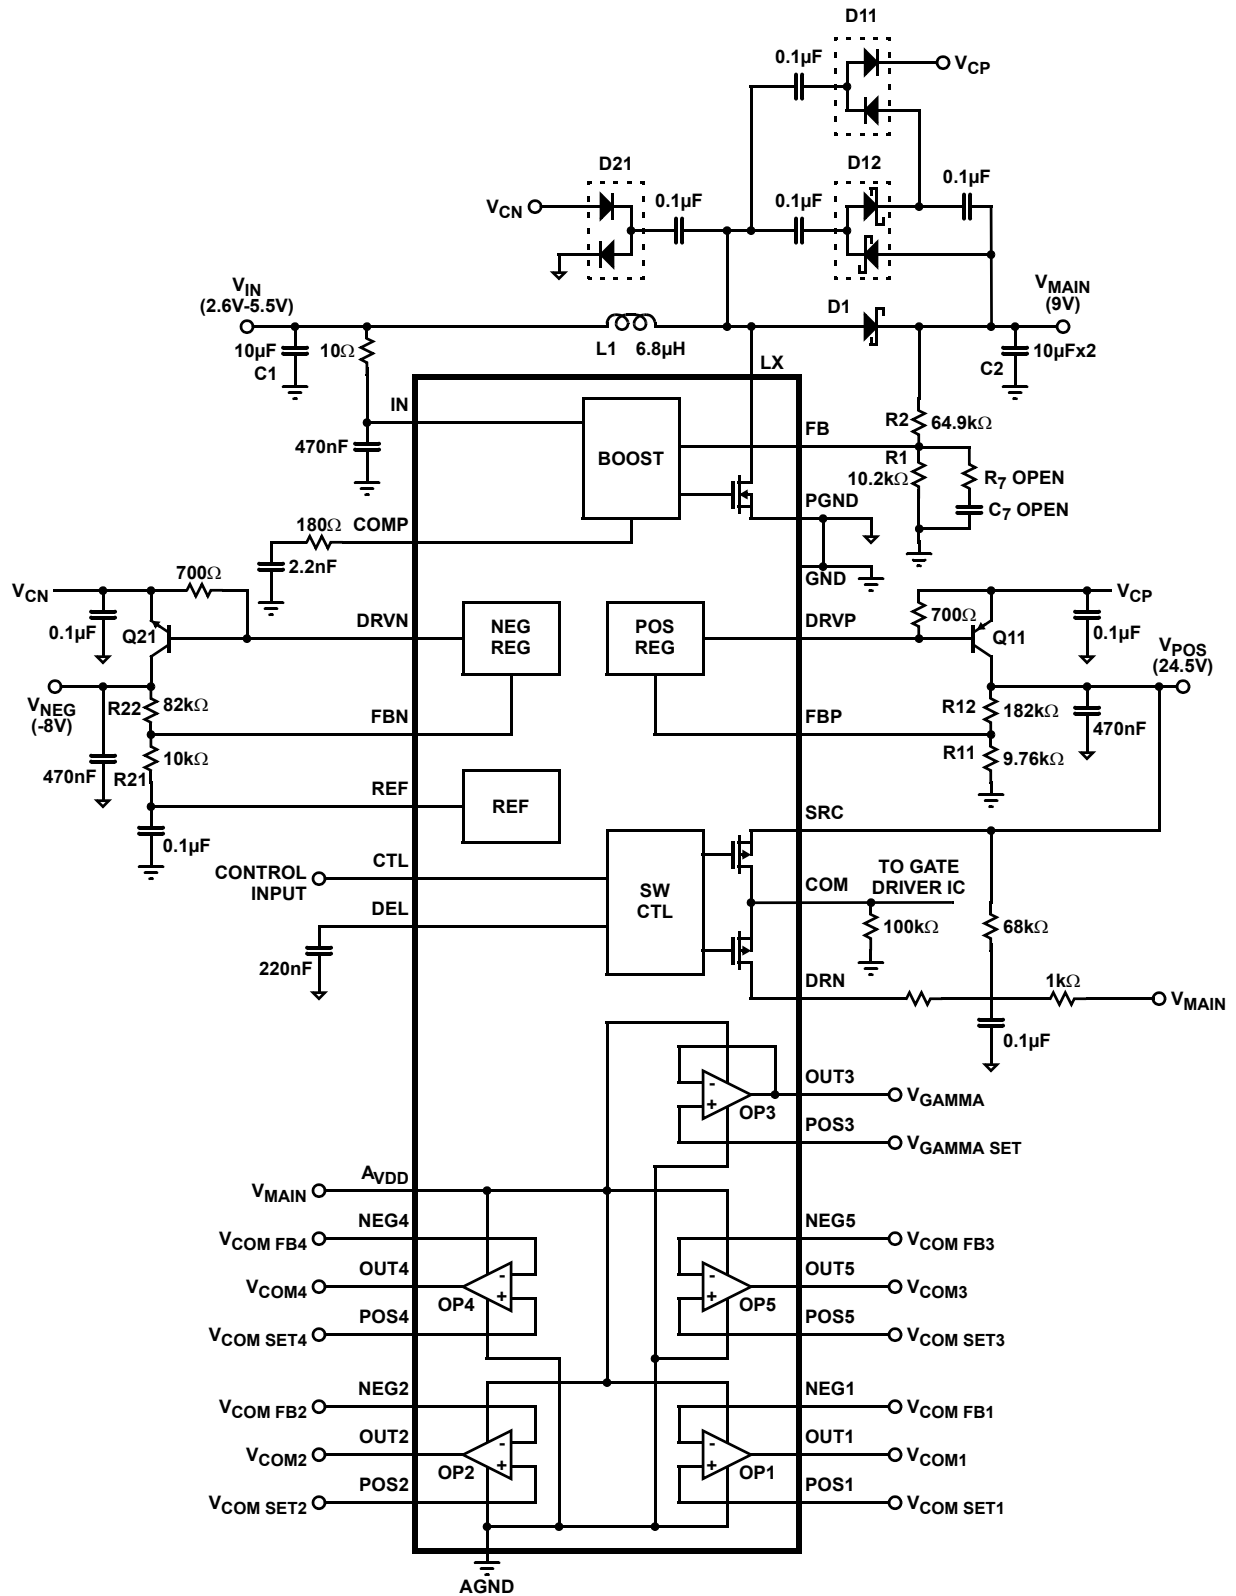 D11
0.1µF
VCP
D21
D12
0.1µF
0.1µF
0.1µF
VCN
VIN
(2.6V-5.5V)
VMAIN
(9V)
D1
10µF
C1
10Ω
L1 6.8µH
LX
C2
10µFx2
IN
470nF
BOOST
FB
R2 64.9kΩ
R1
10.2kΩ
R7 OPEN
C7 OPEN
PGND
180Ω COMP
2.2nF
GND
VCN
700Ω
0.1µF
Q21
DRVN
NEG
REG
POS
REG
DRVP
700Ω
Q11
VCP
0.1µF
VPOS
(24.5V)
VNEG
(-8V)
R22 82kΩ
FBN
FBP
R12 182kΩ
470nF
470nF
R21
10kΩ
R11
9.76kΩ
REF
REF
0.1µF
SRC
CONTROL
INPUT
CTL
SW
CTL
COM
TO GATE
DRIVER IC
DEL
220nF
100kΩ
68kΩ
DRN
1kΩ
VMAIN
0.1µF
OUT3
-
+
OP3
VGAMMA
POS3
VGAMMA SET
VMAIN
AVDD
NEG4
VCOM FB4
NEG5
VCOM FB3
OUT4
VCOM4
-
+
OP4
-
+
OP5
OUT5
VCOM3
POS4
VCOM SET4
POS5
VCOM SET3
NEG2
VCOM FB2
NEG1
VCOM FB1
OUT2
VCOM2
-
+
OP2
-
+
OP1
OUT1
VCOM1
POS2
VCOM SET2
POS1
VCOM SET1
AGND